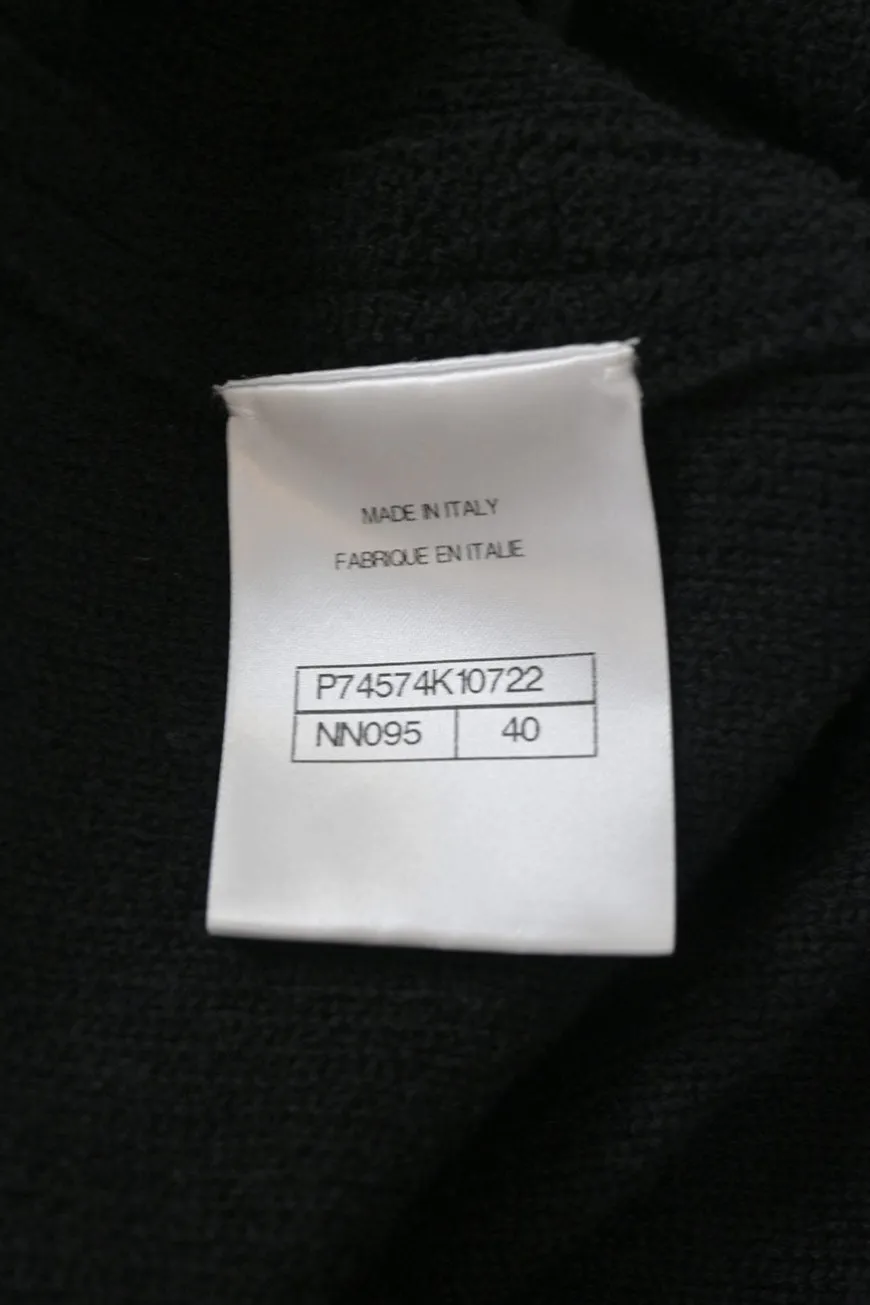 MADE IN ITALY
FABRIQUE EN ITALIE
P74574K10722
NN095 40